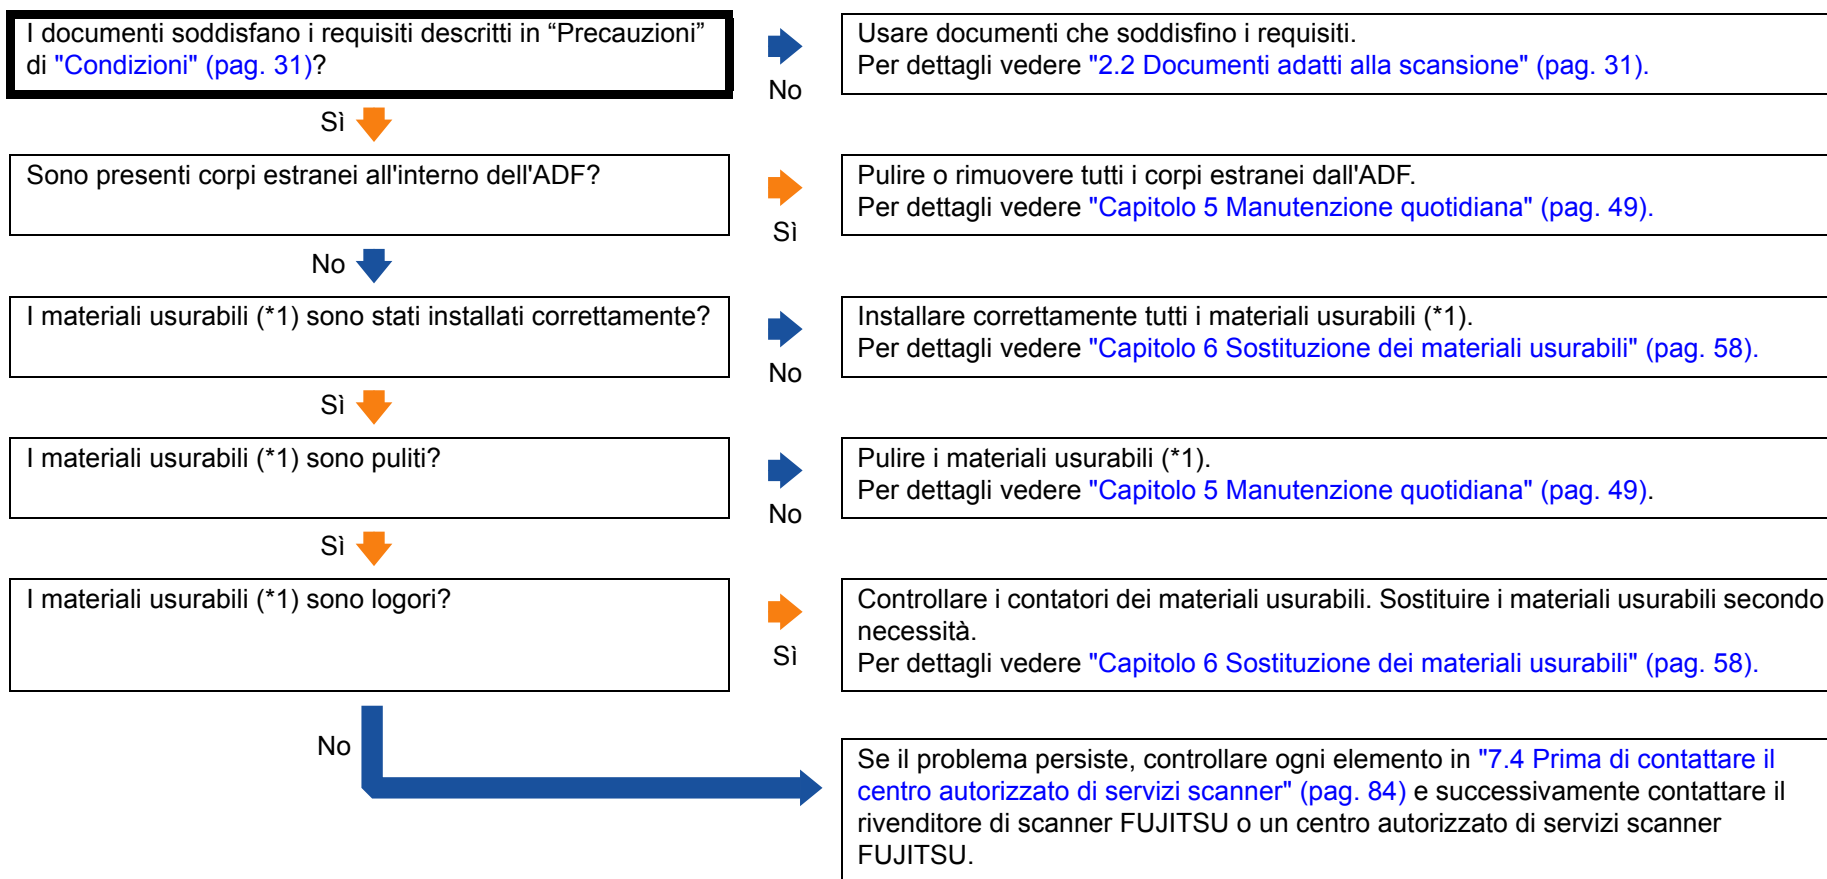 I documenti soddisfano i requisiti descritti in “Precauzioni”
di "Condizioni" (pag. 31)?
No
Usare documenti che soddisfino i requisiti.
Per dettagli vedere "2.2 Documenti adatti alla scansione" (pag. 31).
Sì
Sono presenti corpi estranei all'interno dell'ADF?
Sì
Pulire o rimuovere tutti i corpi estranei dall'ADF.
Per dettagli vedere "Capitolo 5 Manutenzione quotidiana" (pag. 49).
No
I materiali usurabili (*1) sono stati installati correttamente?
No
Installare correttamente tutti i materiali usurabili (*1).
Per dettagli vedere "Capitolo 6 Sostituzione dei materiali usurabili" (pag. 58).
Sì
I materiali usurabili (*1) sono puliti?
No
Pulire i materiali usurabili (*1).
Per dettagli vedere "Capitolo 5 Manutenzione quotidiana" (pag. 49).
Sì
I materiali usurabili (*1) sono logori?
Sì
Controllare i contatori dei materiali usurabili. Sostituire i materiali usurabili secondo
necessità.
Per dettagli vedere "Capitolo 6 Sostituzione dei materiali usurabili" (pag. 58).
No
Se il problema persiste, controllare ogni elemento in "7.4 Prima di contattare il
centro autorizzato di servizi scanner" (pag. 84) e successivamente contattare il
rivenditore di scanner FUJITSU o un centro autorizzato di servizi scanner
FUJITSU.